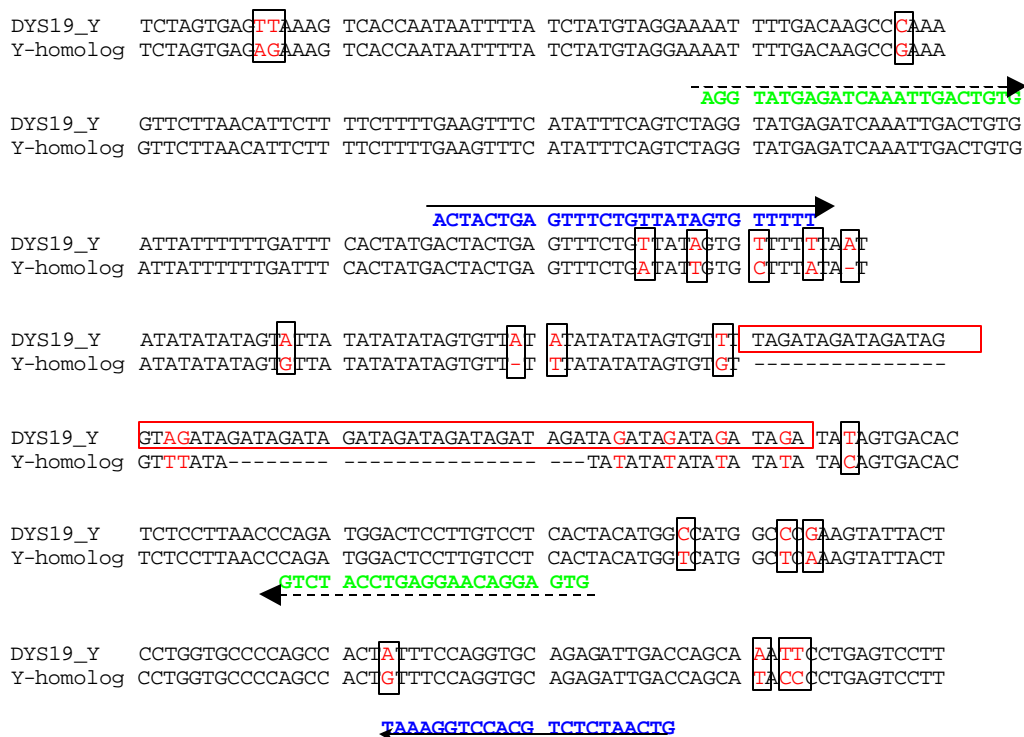 DYS19_Y TCTAGTGAGTTAAAG TCACCAATAATTTTA TCTATGTAGGAAAAT TTTGACAAGCCCAAA
Y-homolog TCTAGTGAGAGAAAG TCACCAATAATTTTA TCTATGTAGGAAAAT TTTGACAAGCCGAAA
AGG TATGAGATCAAATTGACTGTG
DYS19_Y GTTCTTAACATTCTT TTCTTTTGAAGTTTC ATATTTCAGTCTAGG TATGAGATCAAATTGACTGTG
Y-homolog GTTCTTAACATTCTT TTCTTTTGAAGTTTC ATATTTCAGTCTAGG TATGAGATCAAATTGACTGTG
ACTACTGA GTTTCTGTTATAGTG TTTTT
DYS19_Y ATTATTTTTTGATTT CACTATGACTACTGA GTTTCTGTTATAGTG TTTTTTAAT
Y-homolog ATTATTTTTTGATTT CACTATGACTACTGA GTTTCTGATATTGTG CTTTATA-T
DYS19_Y ATATATATAGTATTA TATATATAGTGTTAT ATATATATAGTGTTT TAGATAGATAGATAG
Y-homolog ATATATATAGTGTTA TATATATAGTGTT-T TTATATATAGTGTGT ---------------
DYS19_Y GTAGATAGATAGATA GATAGATAGATAGAT AGATAGATAGATAGA TAGA TATAGTGACAC
Y-homolog GTTTATA-------- --------------- ----TATATATATATA TATA TACAGTGACAC
DYS19_Y TCTCCTTAACCCAGA TGGACTCCTTGTCCT CACTACATGGCCATG GCCCGAAGTATTACT
Y-homolog TCTCCTTAACCCAGA TGGACTCCTTGTCCT CACTACATGGTCATG GCTCAAAGTATTACT
GTCT ACCTGAGGAACAGGA GTG
DYS19_Y CCTGGTGCCCCAGCC ACTATTTCCAGGTGC AGAGATTGACCAGCA AATTCCTGAGTCCTT
Y-homolog CCTGGTGCCCCAGCC ACTGTTTCCAGGTGC AGAGATTGACCAGCA TACCCCTGAGTCCTT
TAAAGGTCCACG TCTCTAACTG